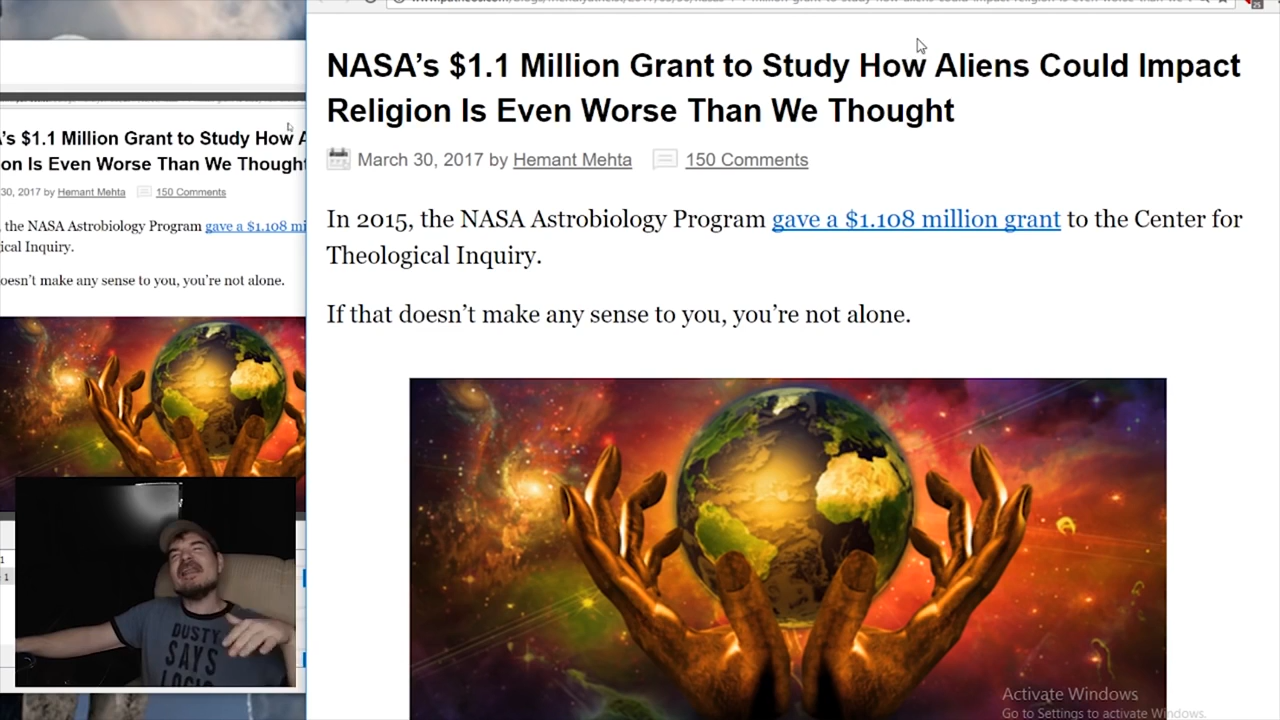 NASA’s $1.1 Million Grant to Study How Aliens Could Impact
Religion Is Even Worse Than We Thought
March 30, 2017 by Hemant Mehta 150 Comments
In 2015, the NASA Astrobiology Program gave a $1.108 million grant to the Center for
Theological Inquiry.
If that doesn’t make any sense to you, you’re not alone.
’s $1.1 Million Grant to Study How A
on Is Even Worse Than We Though
30, 2017 by Hemant Mehta 150 Comments
, the NASA Astrobiology Program gave a $1.108 mi
ical Inquiry.
oesn’t make any sense to you, you’re not alone.
1
1
DUSTY
SAYS
LOGIC
Activate Windows
Go to Settings to activate Windows.
25